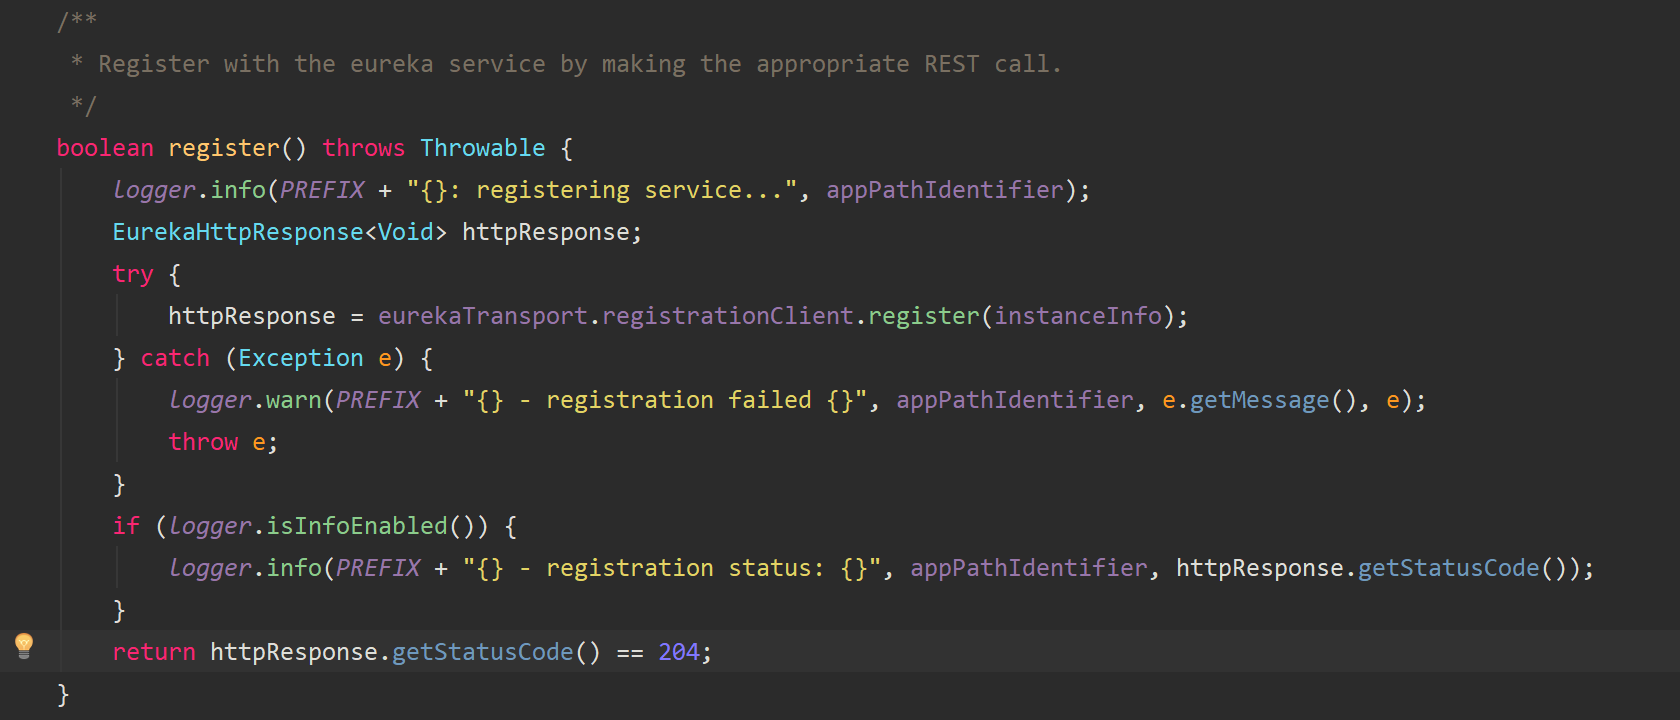 /**
 * Register with the eureka service by making the appropriate REST call.
 */
boolean register() throws Throwable {
    logger.info(PREFIX + "{}: registering service...", appPathIdentifier);
    EurekaHttpResponse<Void> httpResponse;
    try {
        httpResponse = eurekaTransport.registrationClient.register(instanceInfo);
    } catch (Exception e) {
        logger.warn(PREFIX + "{} - registration failed {}", appPathIdentifier, e.getMessage(), e);
        throw e;
    }
    if (logger.isInfoEnabled()) {
        logger.info(PREFIX + "{} - registration status: {}", appPathIdentifier, httpResponse.getStatusCode());
    }
    return httpResponse.getStatusCode() == 204;
}